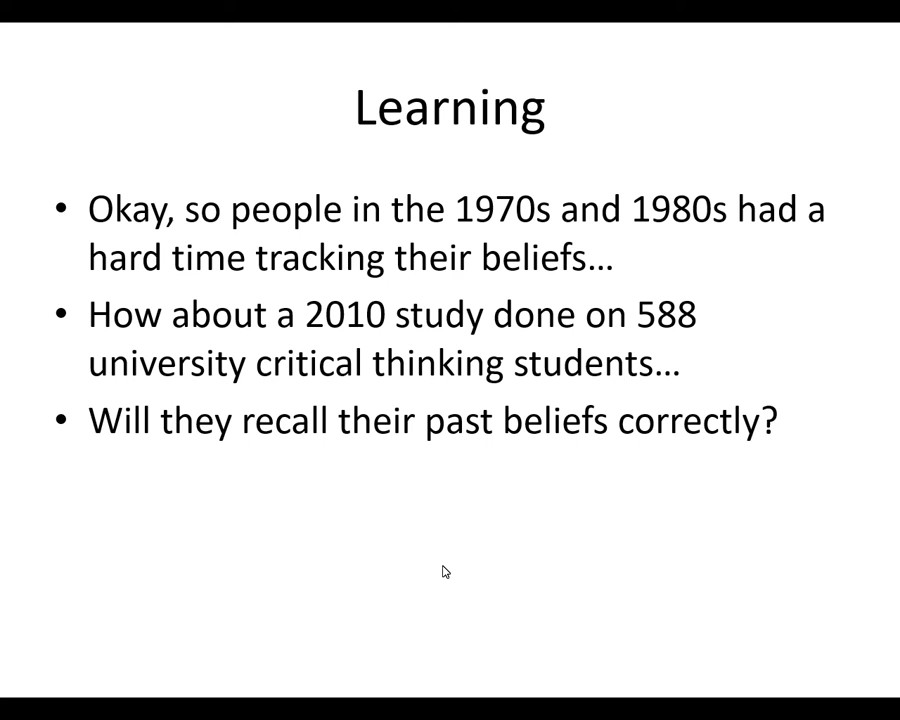 Learning
• Okay, so people in the 1970s and 1980s had a
hard time tracking their beliefs…
• How about a 2010 study done on 588
university critical thinking students…
• Will they recall their past beliefs correctly?